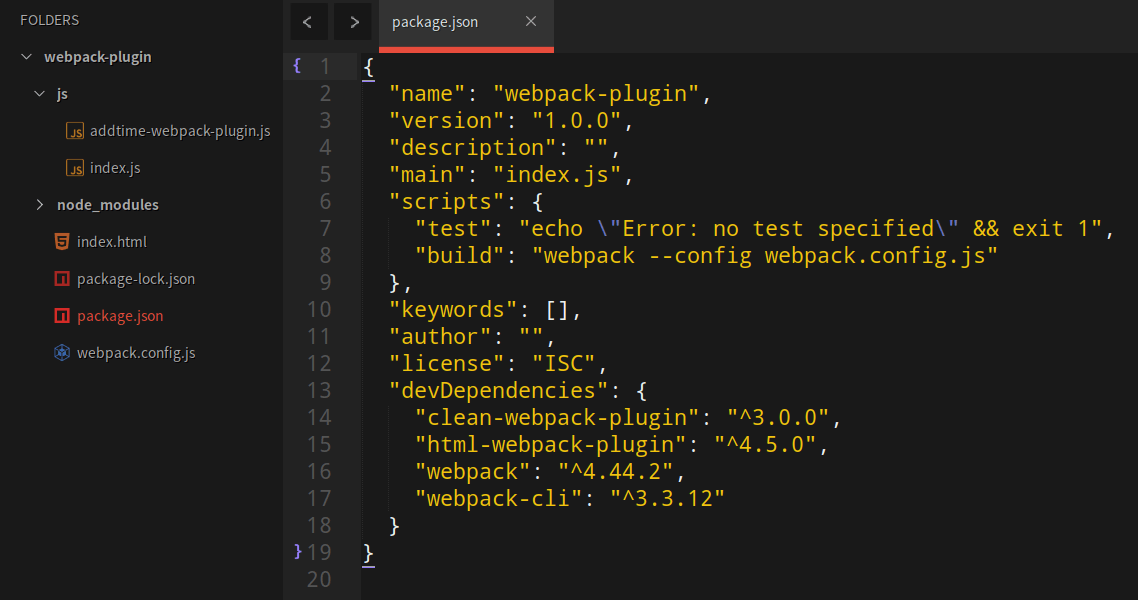 FOLDERS
webpack-plugin
js
JS addtime-webpack-plugin.js
JS index.js
node_modules
index.html
package-lock.json
package.json
webpack.config.js
< > package.json ×
{ 1 {
2 "name": "webpack-plugin",
3 "version": "1.0.0",
4 "description": "",
5 "main": "index.js",
6 "scripts": {
7 "test": "echo \"Error: no test specified\" && exit 1",
8 "build": "webpack --config webpack.config.js"
9 },
10 "keywords": [],
11 "author": "",
12 "license": "ISC",
13 "devDependencies": {
14 "clean-webpack-plugin": "^3.0.0",
15 "html-webpack-plugin": "^4.5.0",
16 "webpack": "^4.44.2",
17 "webpack-cli": "^3.3.12"
18 }
} 19 }
20